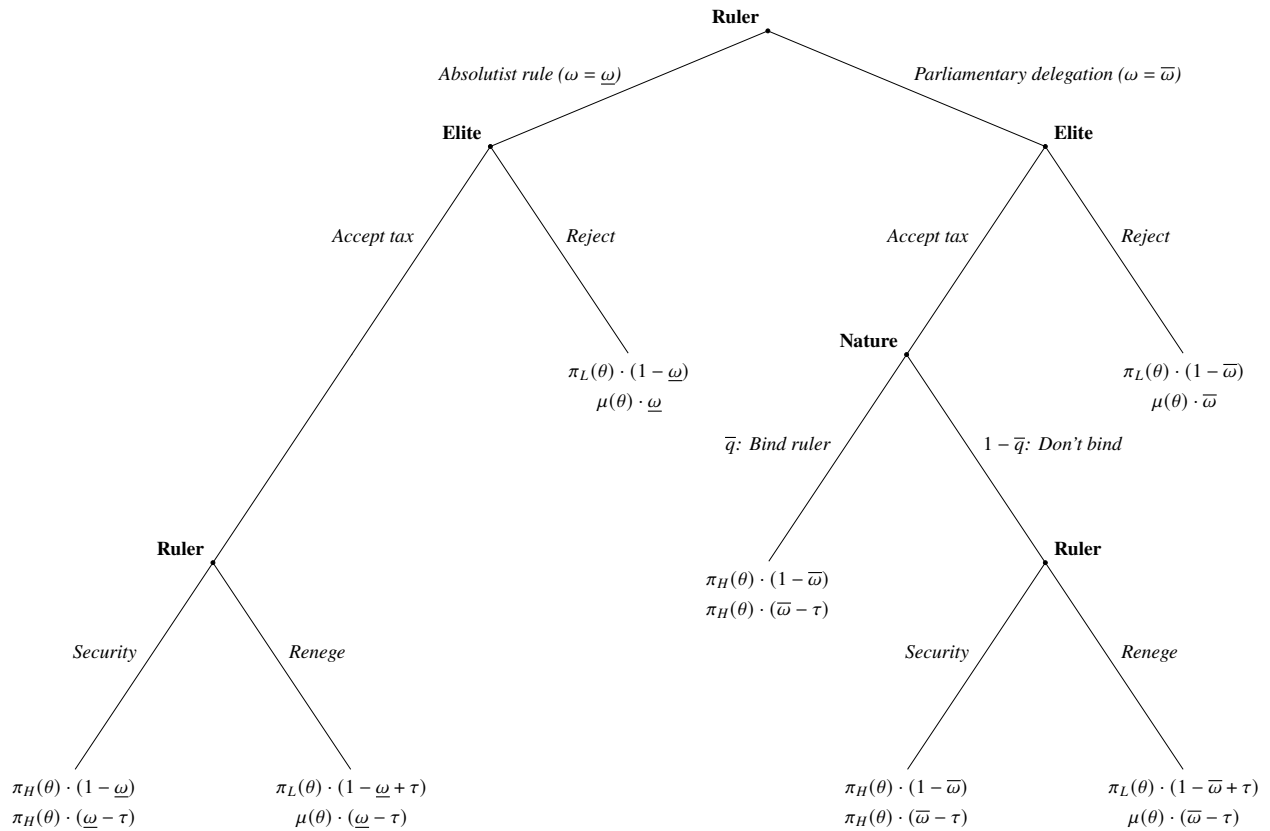 Ruler
Absolutist rule (ω = ω̲)
Parliamentary delegation (ω = ω̅)
Elite
Elite
Accept tax
Reject
Accept tax
Reject
Nature
π_L(θ) · (1 − ω̲)
μ(θ) · ω̲
π_L(θ) · (1 − ω̅)
μ(θ) · ω̅
q̅: Bind ruler
1 − q̅: Don't bind
Ruler
Ruler
π_H(θ) · (1 − ω̅)
π_H(θ) · (ω̅ − τ)
Security
Renege
Security
Renege
π_H(θ) · (1 − ω̲)
π_H(θ) · (ω̲ − τ)
π_L(θ) · (1 − ω̲ + τ)
μ(θ) · (ω̲ − τ)
π_H(θ) · (1 − ω̅)
π_H(θ) · (ω̅ − τ)
π_L(θ) · (1 − ω̅ + τ)
μ(θ) · (ω̅ − τ)